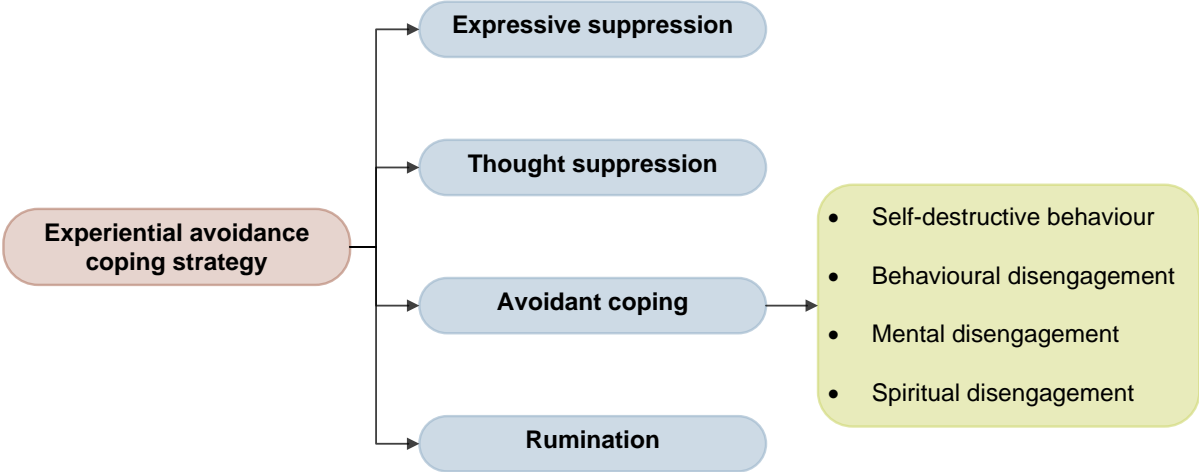 Expressive suppression
Thought suppression
Experiential avoidance
coping strategy
Avoidant coping
Rumination
• Self-destructive behaviour
• Behavioural disengagement
• Mental disengagement
• Spiritual disengagement